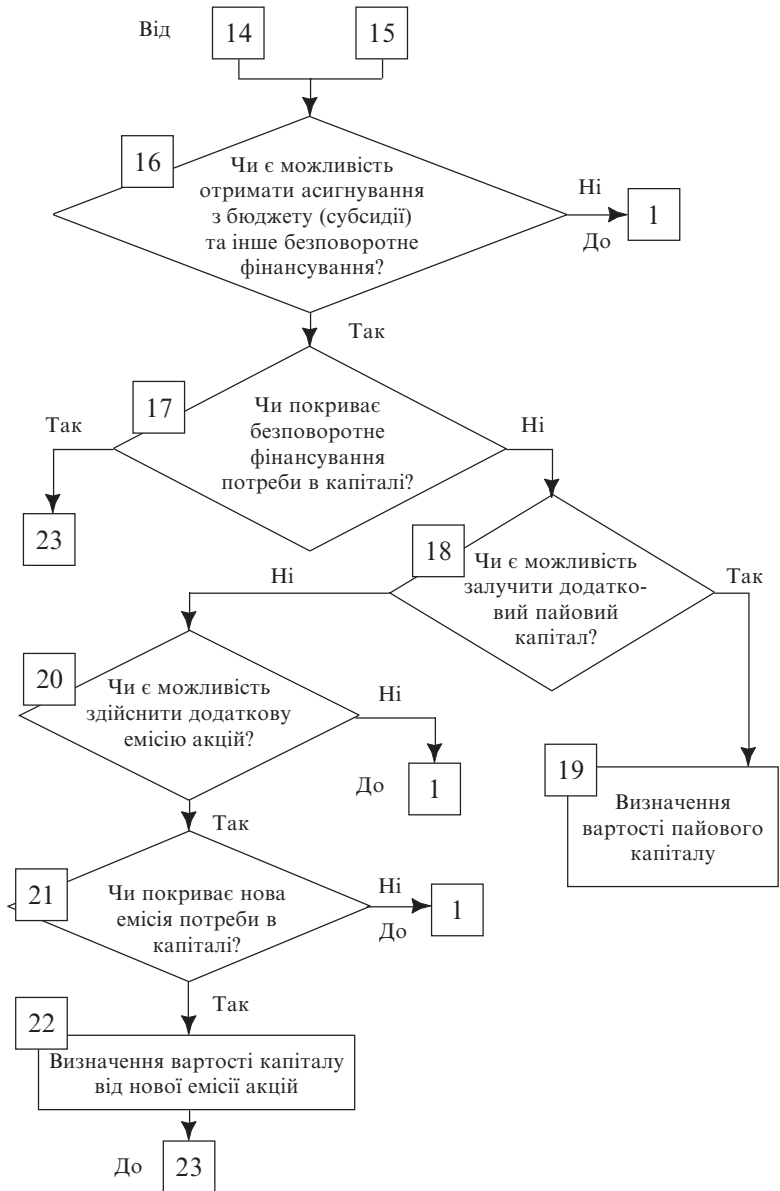 Від
14
15
16
Чи є можливість
отримати асигнування
з бюджету (субсидії)
та інше безповоротне
фінансування?
Ні
До
1
Так
17
Чи покриває
безповоротне
фінансування
потреби в капіталі?
Так
23
Ні
18
Чи є можливість
залучити додатко-
вий пайовий
капітал?
Ні
Так
20
Чи є можливість
здійснити додаткову
емісію акцій?
Ні
До
1
19
Визначення
вартості пайового
капіталу
Так
21
Чи покриває нова
емісія потреби в
капіталі?
Ні
До
1
Так
22
Визначення вартості капіталу
від нової емісії акцій
До
23